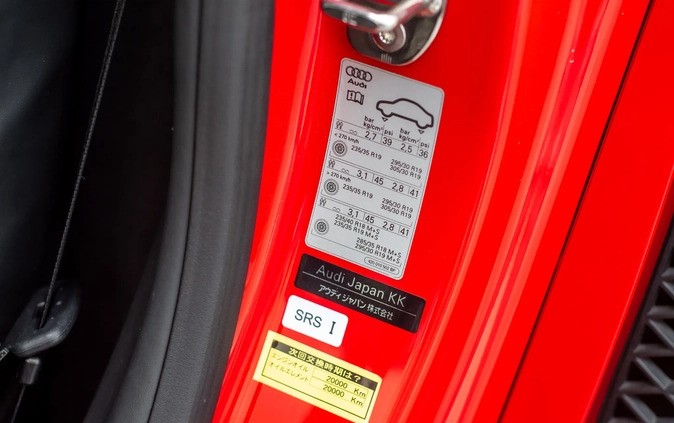 Audi
bar bar
kg/cm² psi kg/cm² psi
2,7 39 2,5 36
< 270 km/h
235/35 R19 295/30 R19
305/30 R19
3,1 45 2,8 41
> 270 km/h
235/35 R19 295/30 R19
305/30 R19
3,1 45 2,8 41
235/40 R18 M+S
235/35 R19 M+S
285/35 R18 M+S
295/30 R19 M+S
Audi Japan KK
アウディ ジャパン 株式会社
SRS I
次回交換時期は?
エンジンオイル 20000 Km
オイルエレメント 20000 Km